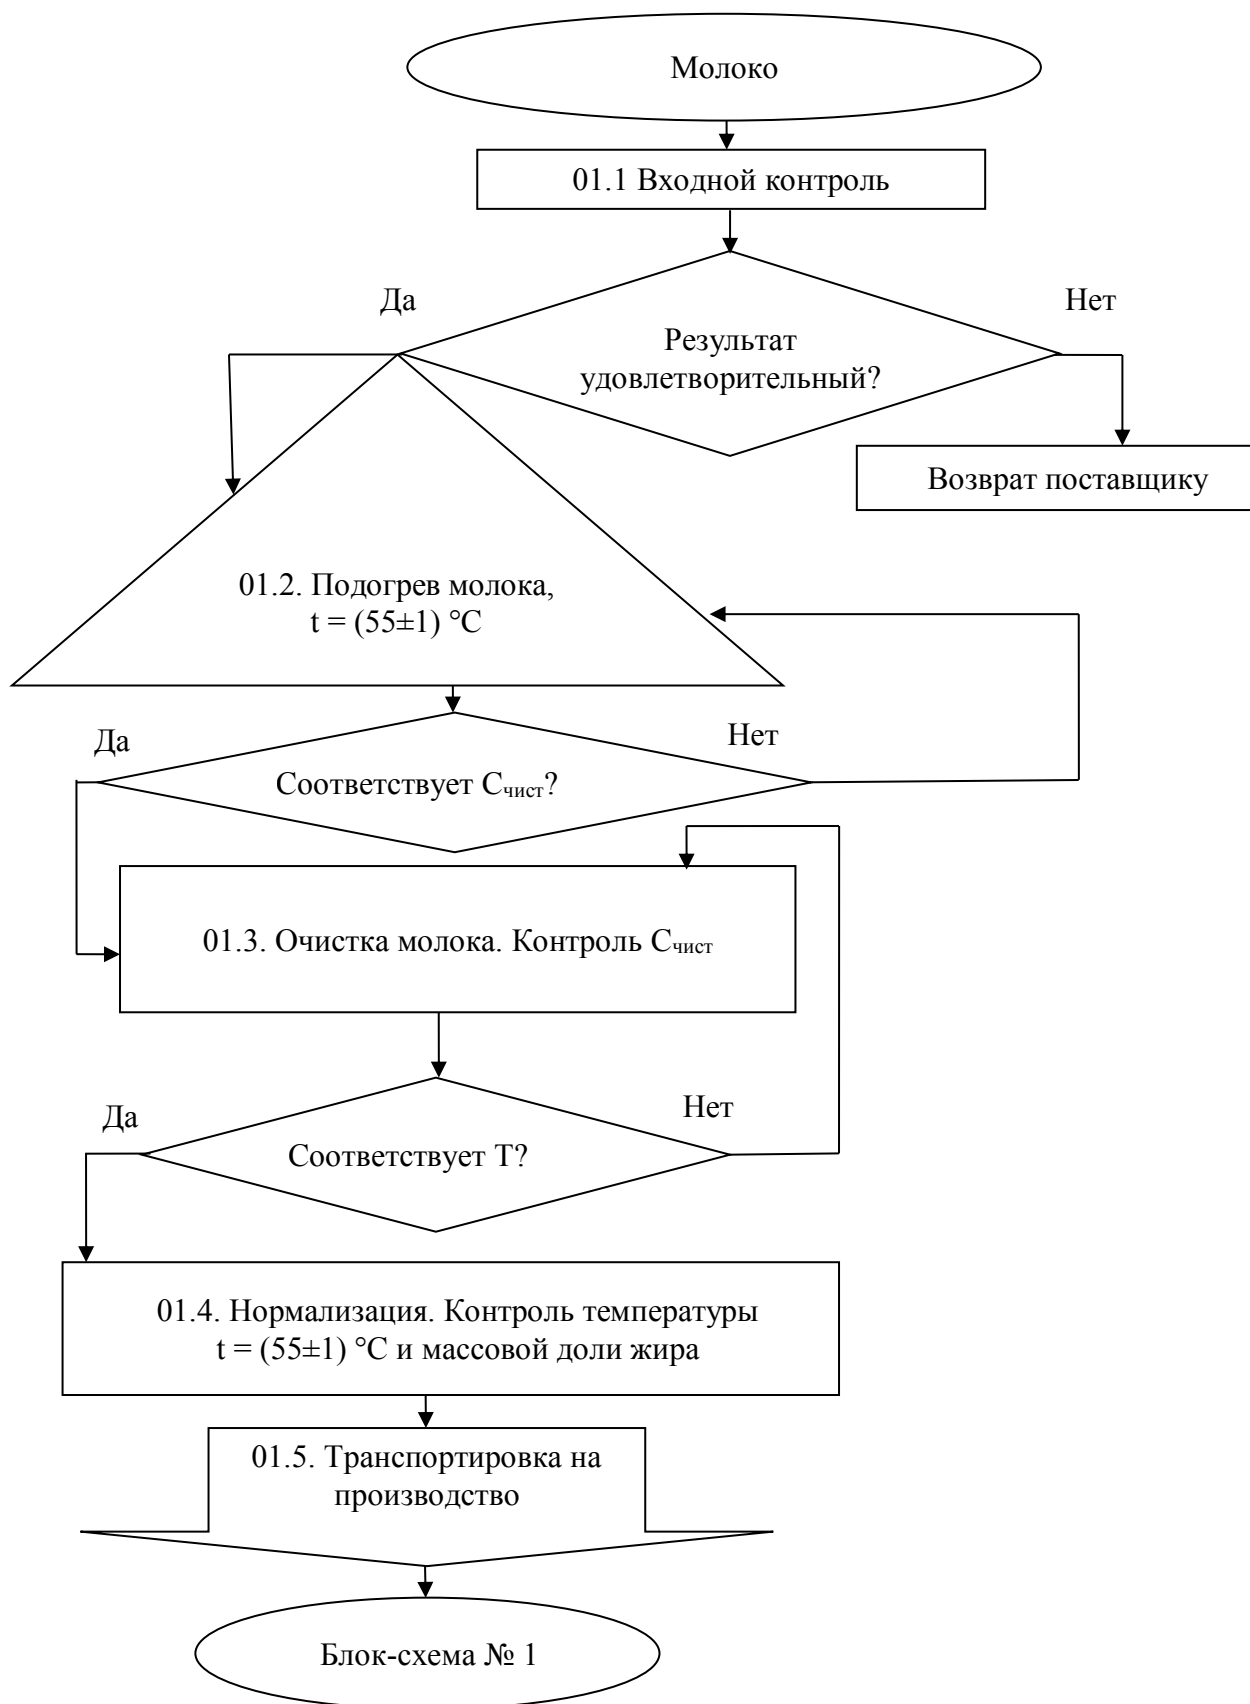 Молоко
01.1 Входной контроль
Да
Нет
Результат
удовлетворительный?
Возврат поставщику
01.2. Подогрев молока,
t = (55±1) °C
Да
Нет
Соответствует Счист?
01.3. Очистка молока. Контроль Счист
Да
Нет
Соответствует Т?
01.4. Нормализация. Контроль температуры
t = (55±1) °C и массовой доли жира
01.5. Транспортировка на
производство
Блок-схема № 1